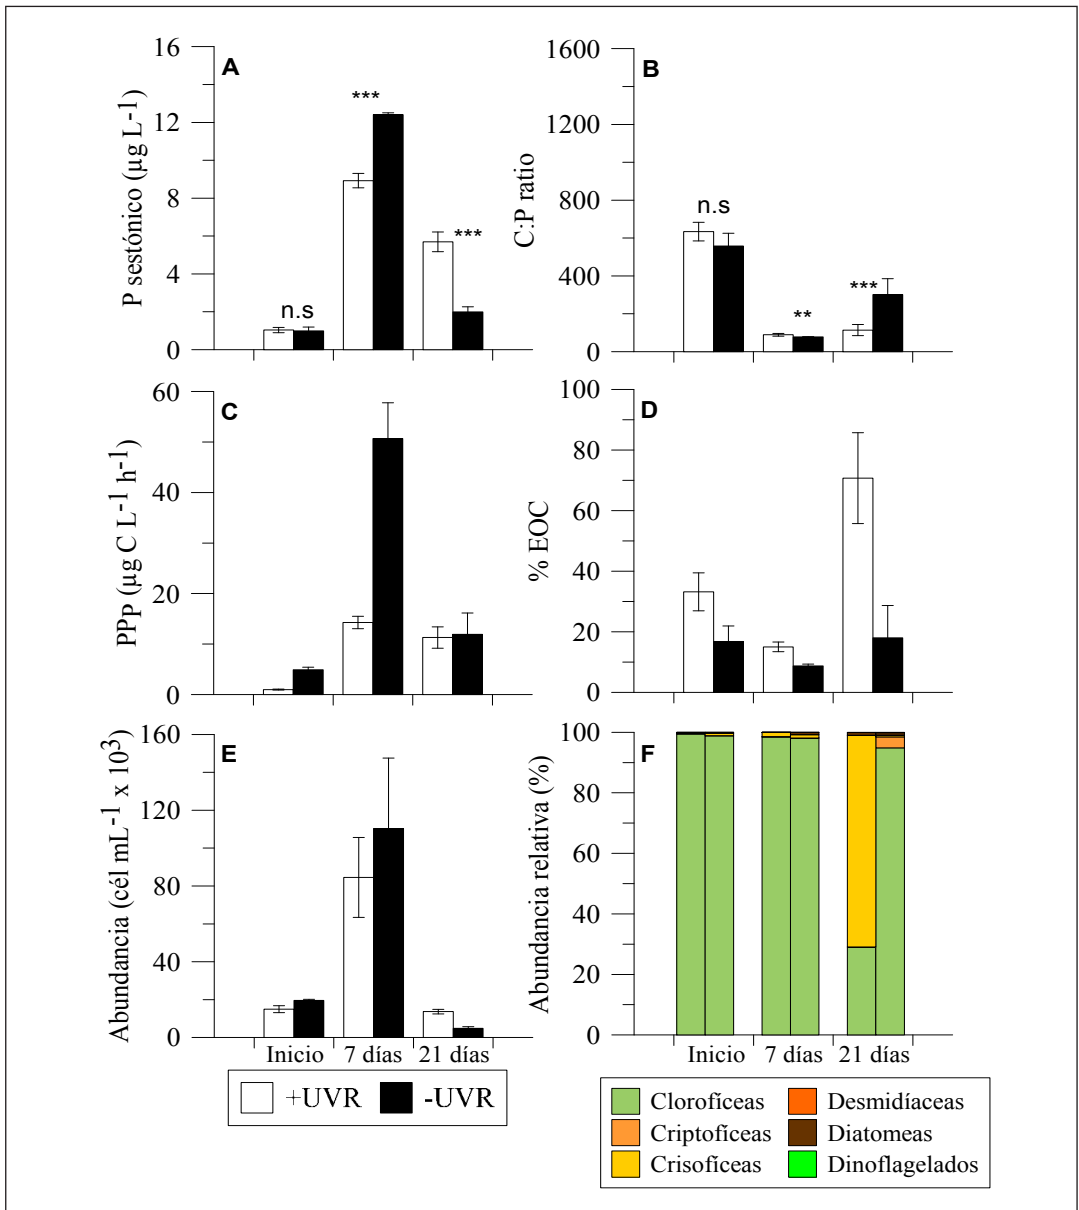 A
P sestónico (µg L-1)
16
12
8
4
0
n.s
***
***
B
C:P ratio
1600
1200
800
400
0
n.s
**
***
C
PPp (µg C L-1 h-1)
60
40
20
0
D
% EOC
100
80
60
40
20
0
E
Abundancia (cél mL-1 x 103)
160
120
80
40
0
Inicio 7 días 21 días
+UVR -UVR
F
Abundancia relativa (%)
100
80
60
40
20
0
Inicio 7 días 21 días
Clorofíceas
Criptofíceas
Crisofíceas
Desmidíaceas
Diatomeas
Dinoflagelados